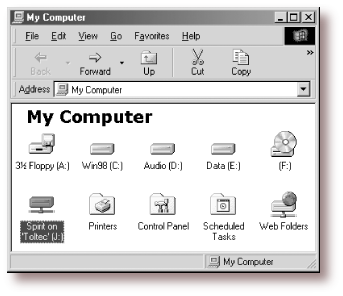 My Computer
File Edit View Go Favorites Help
Back Forward Up Cut Copy »
Address My Computer
My Computer
3½ Floppy (A:) Win98 (C:) Audio (D:) Data (E:) (F:)
Spirit on 'Toltec' (J:) Printers Control Panel Scheduled Tasks Web Folders
My Computer